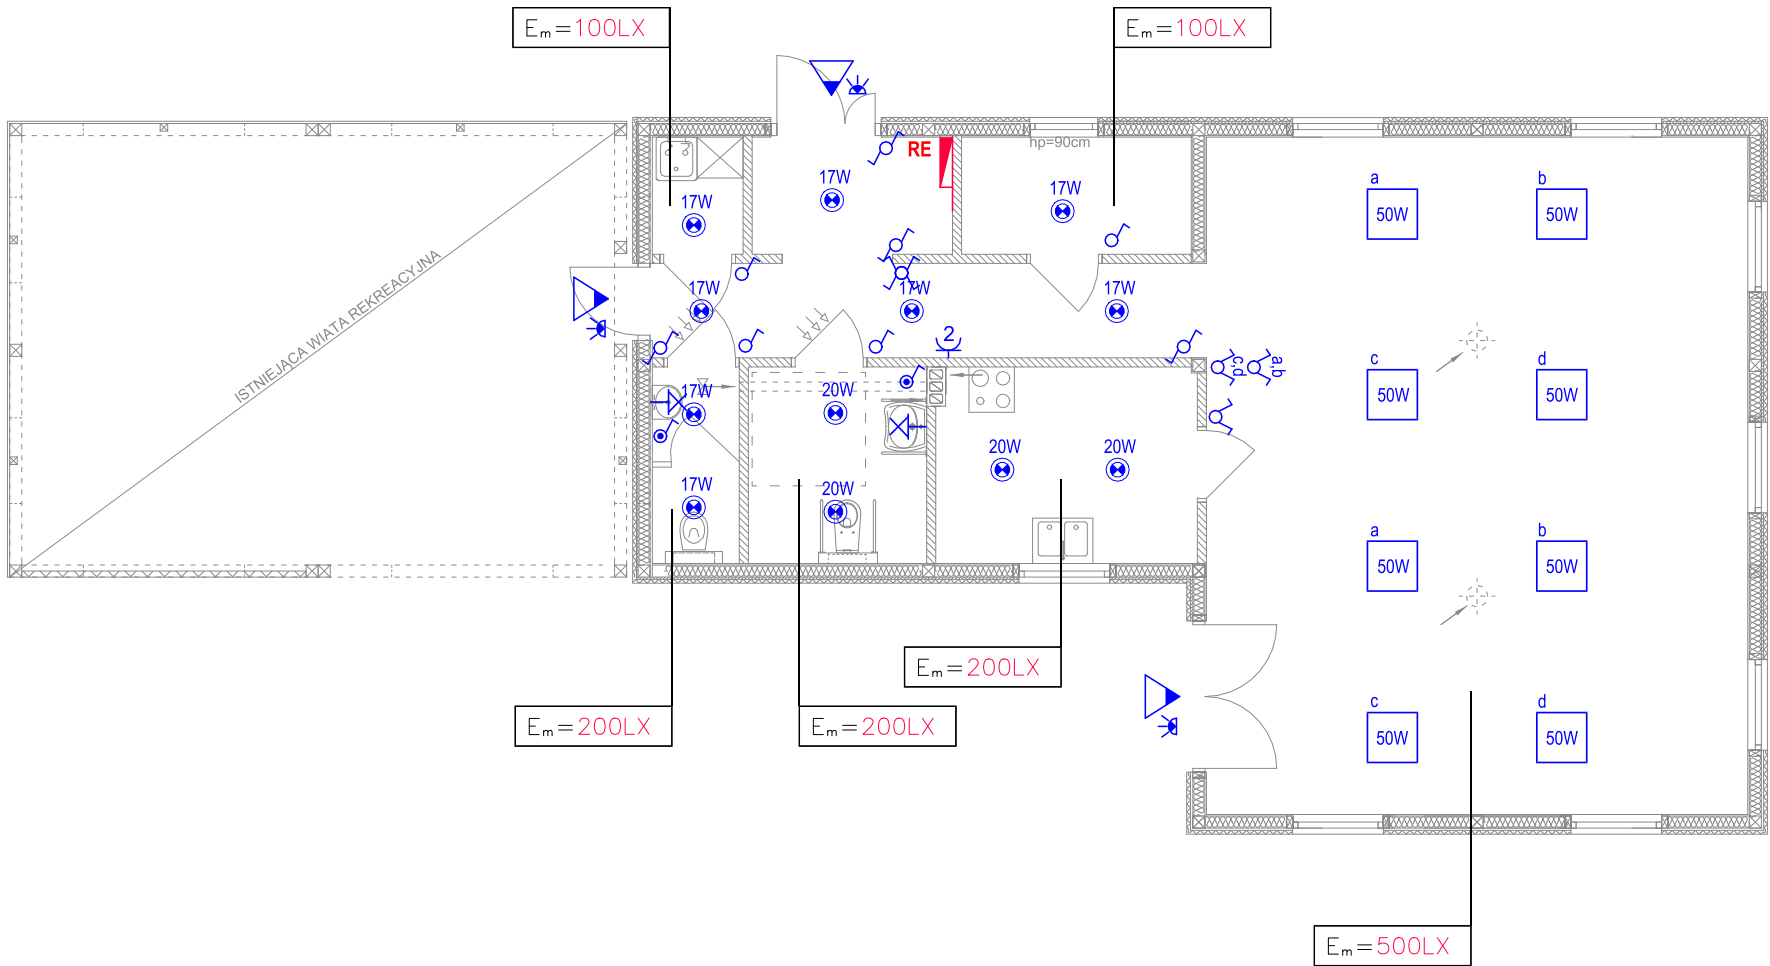 Em=100LX
Em=100LX
RE
hp=90cm
17W
17W
17W
a
b
50W
50W
17W
ISTNIEJĄCA WIATA REKREACYJNA
17W
17W
17W
2
c,d
a,b
c
d
50W
50W
17W
20W
20W
20W
17W
20W
a
b
50W
50W
Em=200LX
Em=200LX
Em=200LX
c
d
50W
50W
Em=500LX